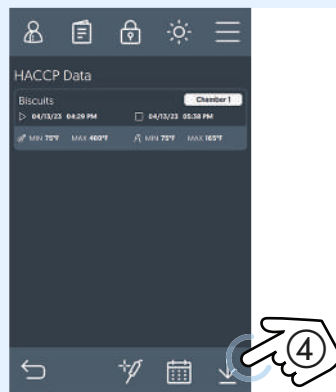 HACCP Data
Biscuits
Chamber 1
04/13/23 04:29 PM
04/13/23 05:38 PM
MIN 75°F MAX 400°F
MIN 75°F MAX 165°F
4